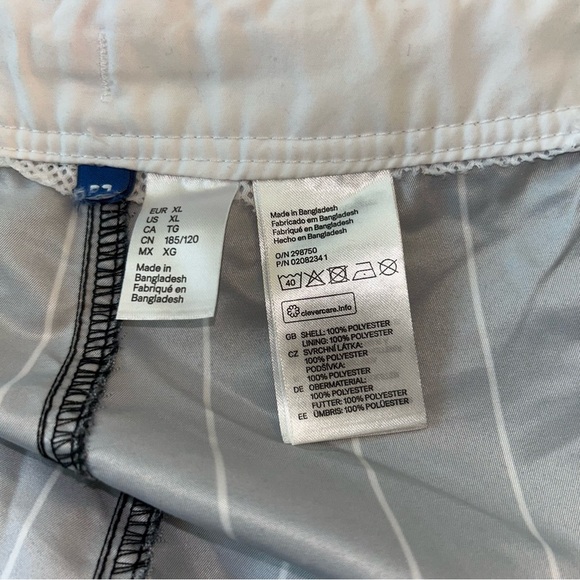 EUR XL
US XL
CA TG
CN 185/120
MX XG
Made in
Bangladesh
Fabriqué en
Bangladesh
Made in Bangladesh
Fabricado em Bangladesh
Fabriqué en Bangladesh
Hecho en Bangladesh
O/N 298750
P/N 0208234 1
40
clevercare.info
GB SHELL: 100% POLYESTER
LINING: 100% POLYESTER
CZ SVRCHNÍ LÁTKA:
100% POLYESTER
PODŠÍVKA:
100% POLYESTER
DE OBERMATERIAL:
100% POLYESTER
FUTTER: 100% POLYESTER
EE ÜMBRIS: 100% POLÜESTER